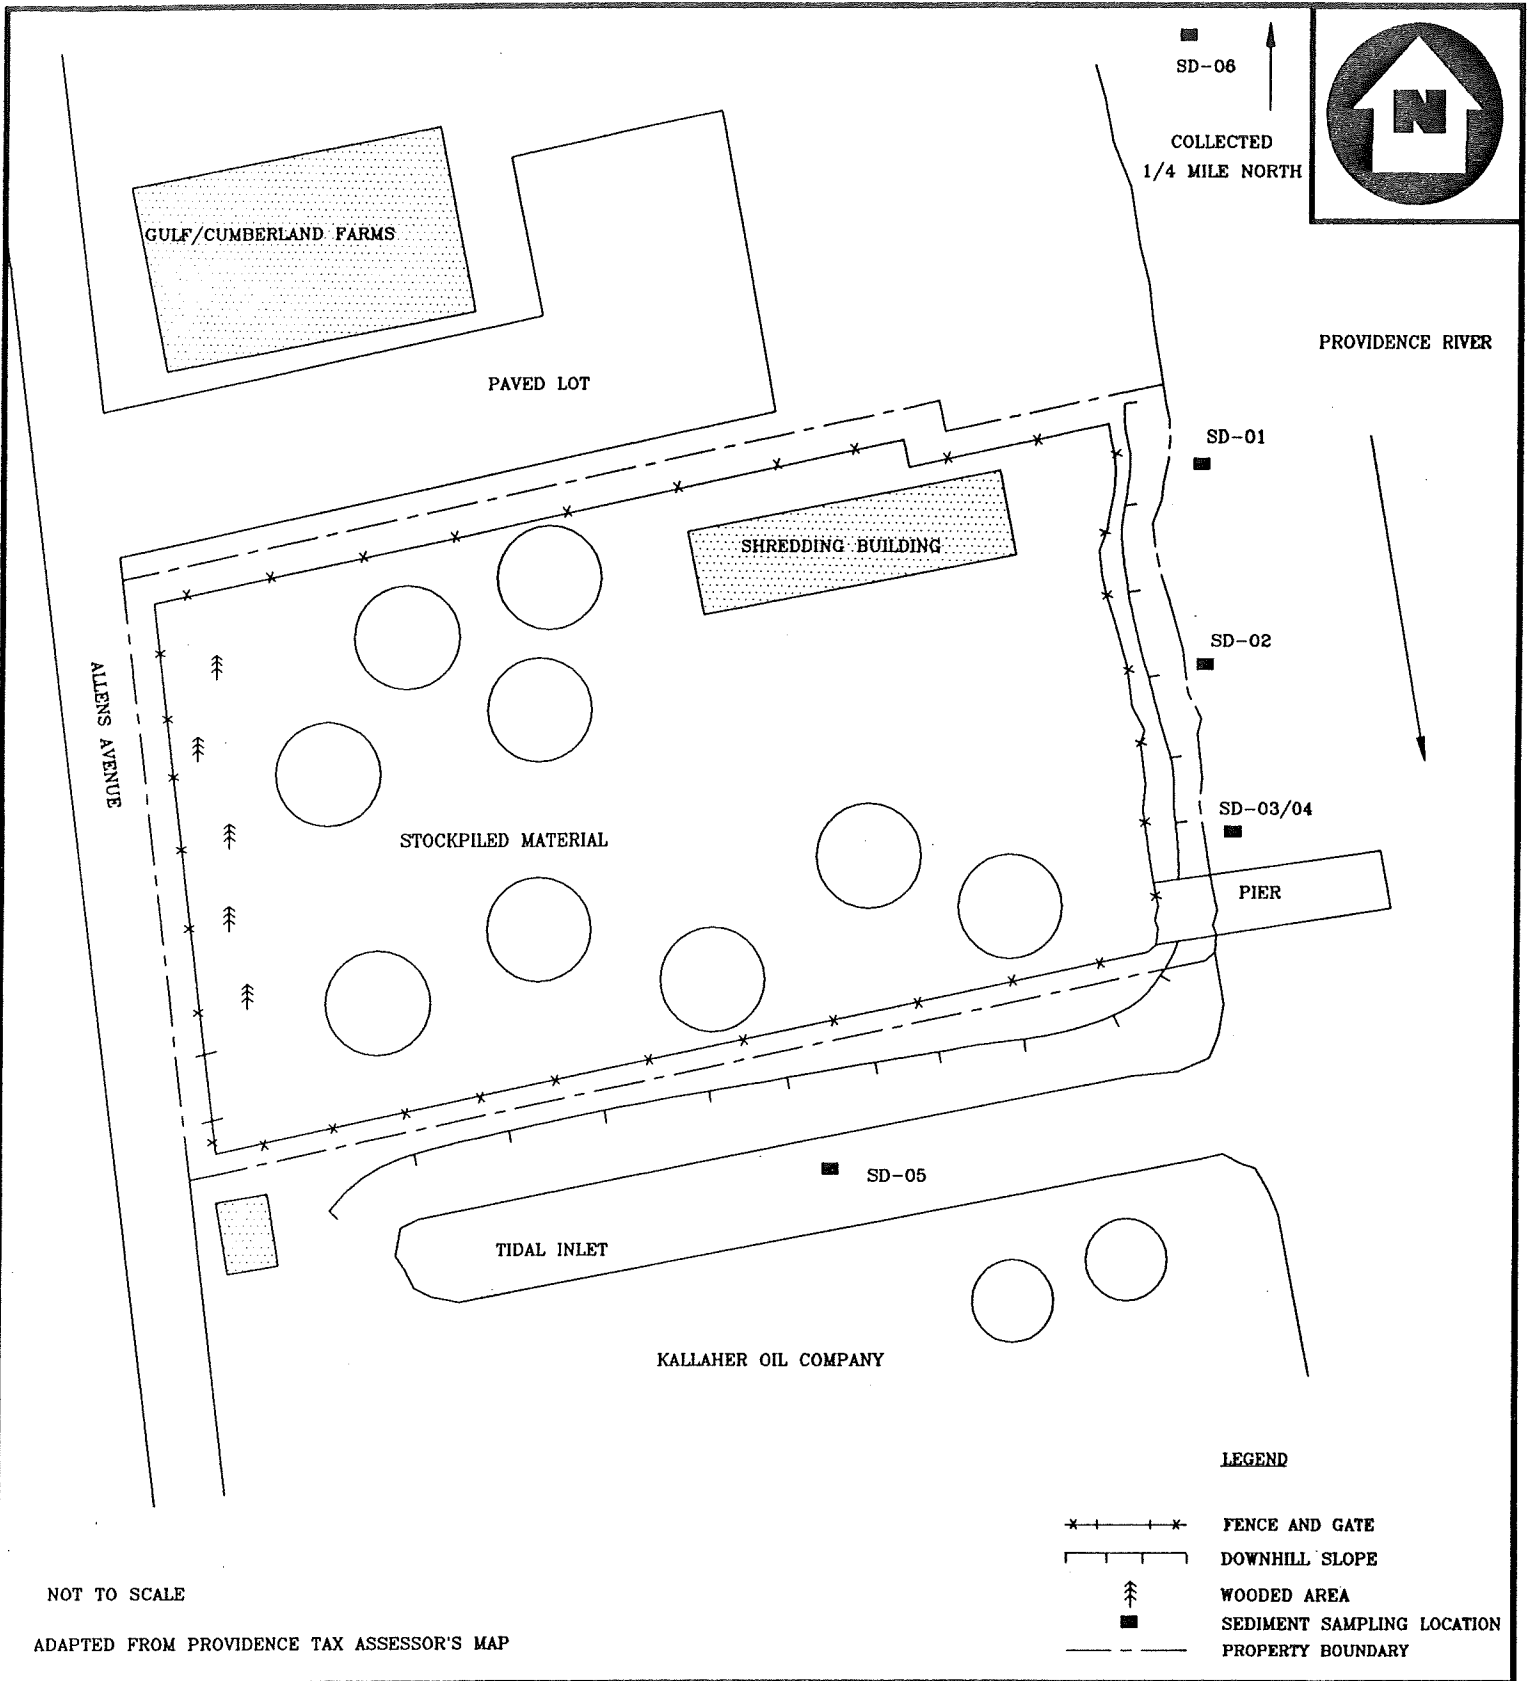 SD-06
COLLECTED
1/4 MILE NORTH
N
GULF/CUMBERLAND FARMS
PROVIDENCE RIVER
PAVED LOT
SD-01
SHREDDING BUILDING
SD-02
ALLENS AVENUE
SD-03/04
STOCKPILED MATERIAL
PIER
SD-05
TIDAL INLET
KALLAHER OIL COMPANY
LEGEND
FENCE AND GATE
DOWNHILL SLOPE
WOODED AREA
SEDIMENT SAMPLING LOCATION
PROPERTY BOUNDARY
NOT TO SCALE
ADAPTED FROM PROVIDENCE TAX ASSESSOR'S MAP